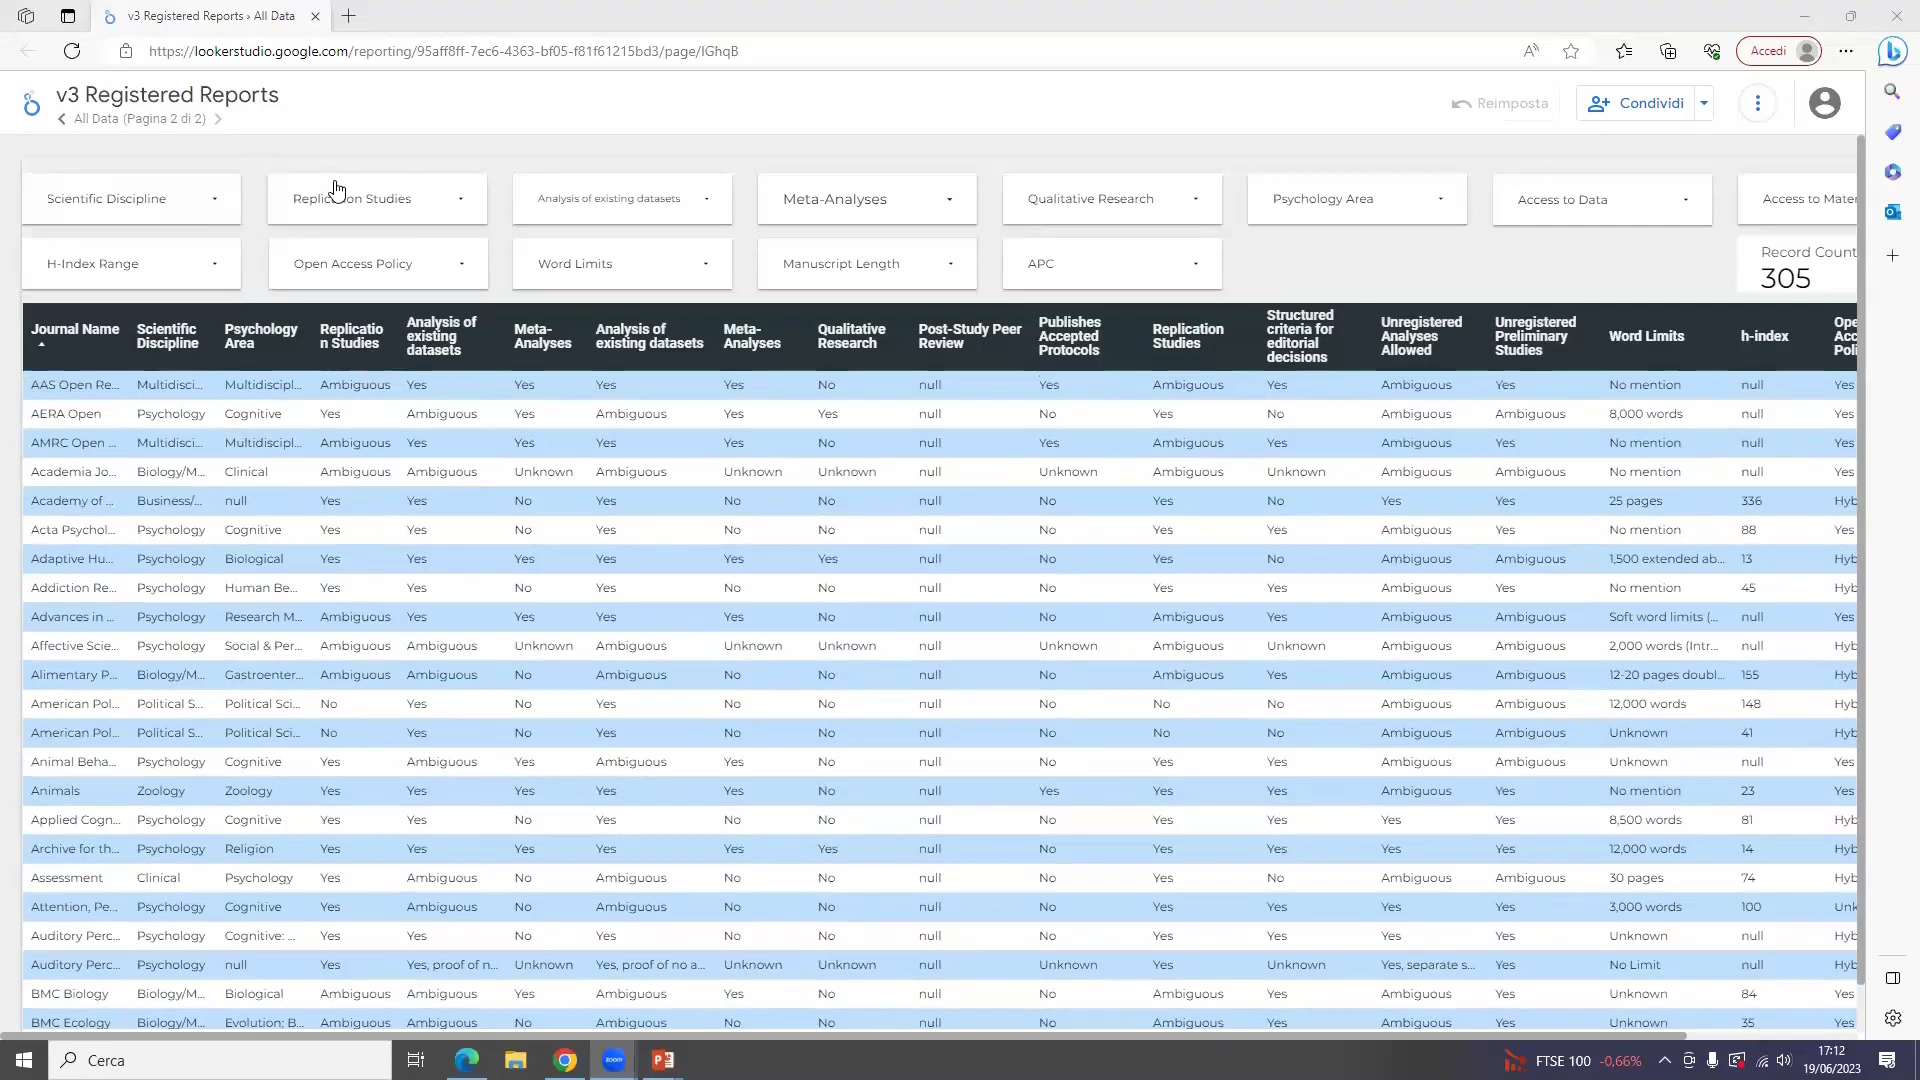 v3 Registered Reports › All Data
https://lookerstudio.google.com/reporting/95aff8ff-7ec6-4363-bf05-f81f61215bd3/page/IGhqB
Accedi
v3 Registered Reports
All Data (Pagina 2 di 2)
Reimposta
Condividi
Scientific Discipline Replication Studies Analysis of existing datasets Meta-Analyses Qualitative Research Psychology Area Access to Data Access to Mater
H-Index Range Open Access Policy Word Limits Manuscript Length APC
Record Count
305
Journal Name Scientific Discipline Psychology Area Replicatio n Studies Analysis of existing datasets Meta-Analyses Analysis of existing datasets Meta-Analyses Qualitative Research Post-Study Peer Review Publishes Accepted Protocols Replication Studies Structured criteria for editorial decisions Unregistered Analyses Allowed Unregistered Preliminary Studies Word Limits h-index Ope Acc Poli
AAS Open Re... Multidisci... Multidiscipl... Ambiguous Yes Yes Yes Yes No null Yes Ambiguous Yes Ambiguous Yes No mention null Yes
AERA Open Psychology Cognitive Yes Ambiguous Yes Ambiguous Yes Yes null No Yes No Ambiguous Ambiguous 8,000 words null Yes
AMRC Open ... Multidisci... Multidiscipl... Ambiguous Yes Yes Yes Yes No null Yes Ambiguous Yes Ambiguous Yes No mention null Yes
Academia Jo... Biology/M... Clinical Ambiguous Ambiguous Unknown Ambiguous Unknown Unknown null Unknown Ambiguous Unknown Ambiguous Ambiguous No mention null Yes
Academy of ... Business/... null Yes Yes No Yes No No null No Yes No Yes Yes 25 pages 336 Hyb
Acta Psychol... Psychology Cognitive Yes Yes No Yes No No null No Yes Yes Ambiguous Yes No mention 88 Yes
Adaptive Hu... Psychology Biological Yes Yes Yes Yes Yes Yes null No Yes No Ambiguous Ambiguous 1,500 extended ab... 13 Hyb
Addiction Re... Psychology Human Be... Yes Yes No Yes No No null No Yes Yes Ambiguous Yes No mention 45 Hyb
Advances in ... Psychology Research M... Ambiguous Yes Yes Yes Yes No null No Ambiguous Yes Ambiguous Ambiguous Soft word limits (... null Yes
Affective Scie... Psychology Social & Per... Ambiguous Ambiguous Unknown Ambiguous Unknown Unknown null Unknown Ambiguous Unknown Ambiguous Ambiguous 2,000 words (Intr... null Hyb
Alimentary P... Biology/M... Gastroenter... Ambiguous Ambiguous No Ambiguous No No null No Ambiguous Yes Ambiguous Ambiguous 12-20 pages doubl... 155 Hyb
American Pol... Political S... Political Sci... No Yes No Yes No No null No No No Ambiguous Ambiguous 12,000 words 148 Hyb
American Pol... Political S... Political Sci... No Yes No Yes No No null No No No Ambiguous Ambiguous Unknown 41 Hyb
Animal Beha... Psychology Cognitive Yes Ambiguous Yes Ambiguous Yes No null No Yes Yes Ambiguous Ambiguous Unknown null Yes
Animals Zoology Zoology Yes Yes Yes Yes Yes No null Yes Yes Yes Ambiguous Yes No mention 23 Yes
Applied Cogn... Psychology Cognitive Yes Yes No Yes No No null No Yes Yes Yes Yes 8,500 words 81 Hyb
Archive for th... Psychology Religion Yes Yes Yes Yes Yes Yes null No Yes Yes Yes Yes 12,000 words 14 Hyb
Assessment Clinical Psychology Yes Ambiguous No Ambiguous No No null No Yes No Ambiguous Ambiguous 30 pages 74 Hyb
Attention, Pe... Psychology Cognitive Yes Ambiguous No Ambiguous No No null No Yes Yes Yes Yes 3,000 words 100 Unk
Auditory Perc... Psychology Cognitive: ... Yes Yes No Yes No No null No Yes Yes Yes Yes Unknown null Hyb
Auditory Perc... Psychology null Yes Yes, proof of n... Unknown Yes, proof of no a... Unknown Unknown null Unknown Yes Unknown Yes, separate s... Yes No Limit null Hyb
BMC Biology Biology/M... Biological Ambiguous Ambiguous Yes Ambiguous Yes No null No Ambiguous Yes Ambiguous Ambiguous Unknown 84 Yes
BMC Ecology Biology/M... Evolution; B... Ambiguous Ambiguous No Ambiguous No No null No Ambiguous Yes Ambiguous Ambiguous Unknown 35 Yes
Cerca
zoom
FTSE 100 -0,66%
17:12
19/06/2023